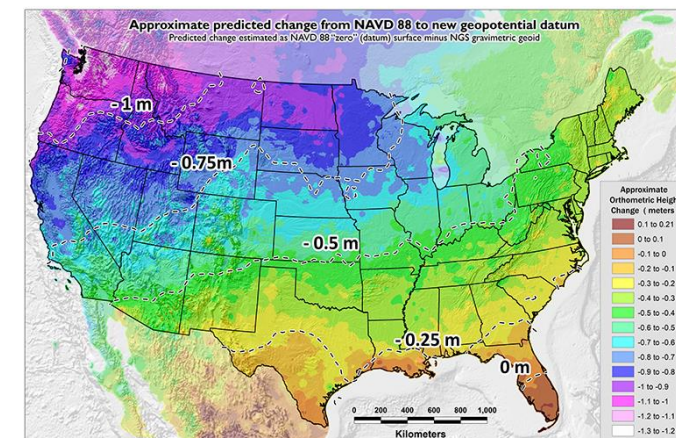 Approximate predicted change from NAVD 88 to new geopotential datum
Predicted change estimated as NAVD 88 "zero" (datum) surface minus NGS gravimetric geoid
- 1 m
- 0.75m
- 0.5 m
- 0.25 m
0 m
Approximate
Orthometric Heigh
Change ( meters
0.1 to 0.21
0 to 0.1
-0.1 to 0
-0.2 to -0.1
-0.3 to -0.2
-0.4 to -0.3
-0.5 to -0.4
-0.6 to -0.5
-0.7 to -0.6
-0.8 to -0.7
-0.9 to -0.8
-1 to -0.9
-1.1 to -1
-1.2 to -1.1
-1.3 to -1.2
0 200 400 600 800 1,000
Kilometers